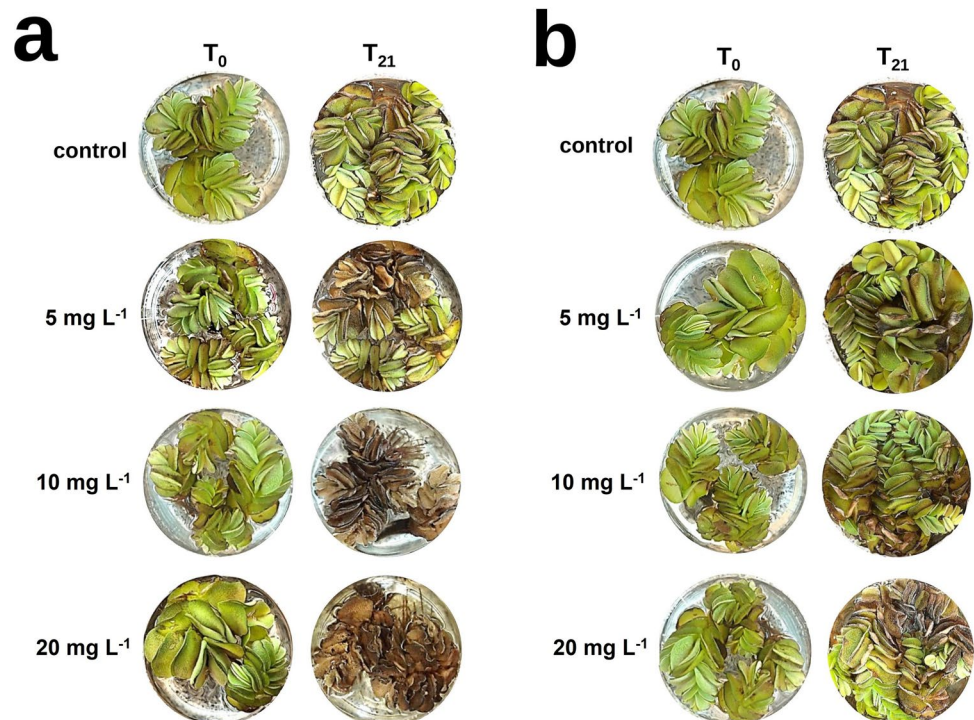 a
T₀ T₂₁
control
5 mg L⁻¹
10 mg L⁻¹
20 mg L⁻¹
b
T₀ T₂₁
control
5 mg L⁻¹
10 mg L⁻¹
20 mg L⁻¹